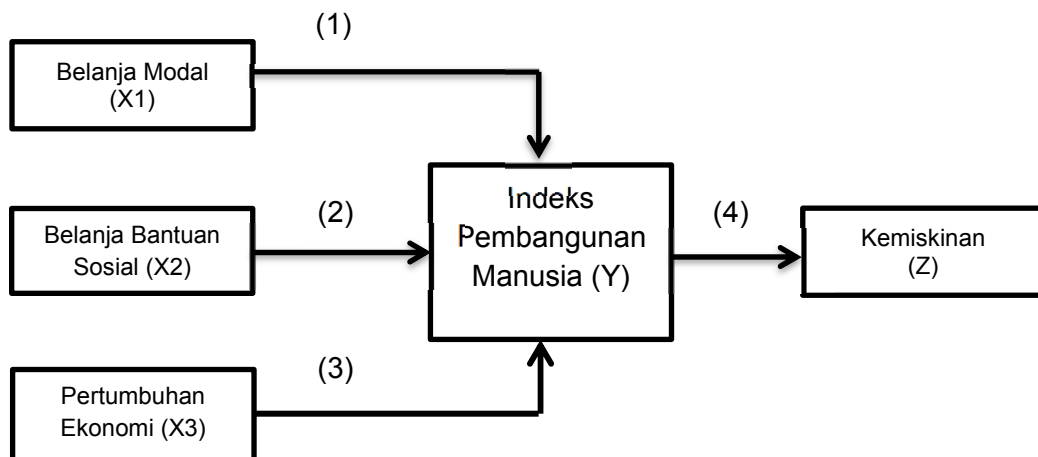 (1)
Belanja Modal
(X1)
(2)
Belanja Bantuan
Sosial (X2)
(3)
Pertumbuhan
Ekonomi (X3)
Indeks
Pembangunan
Manusia (Y)
(4)
Kemiskinan
(Z)